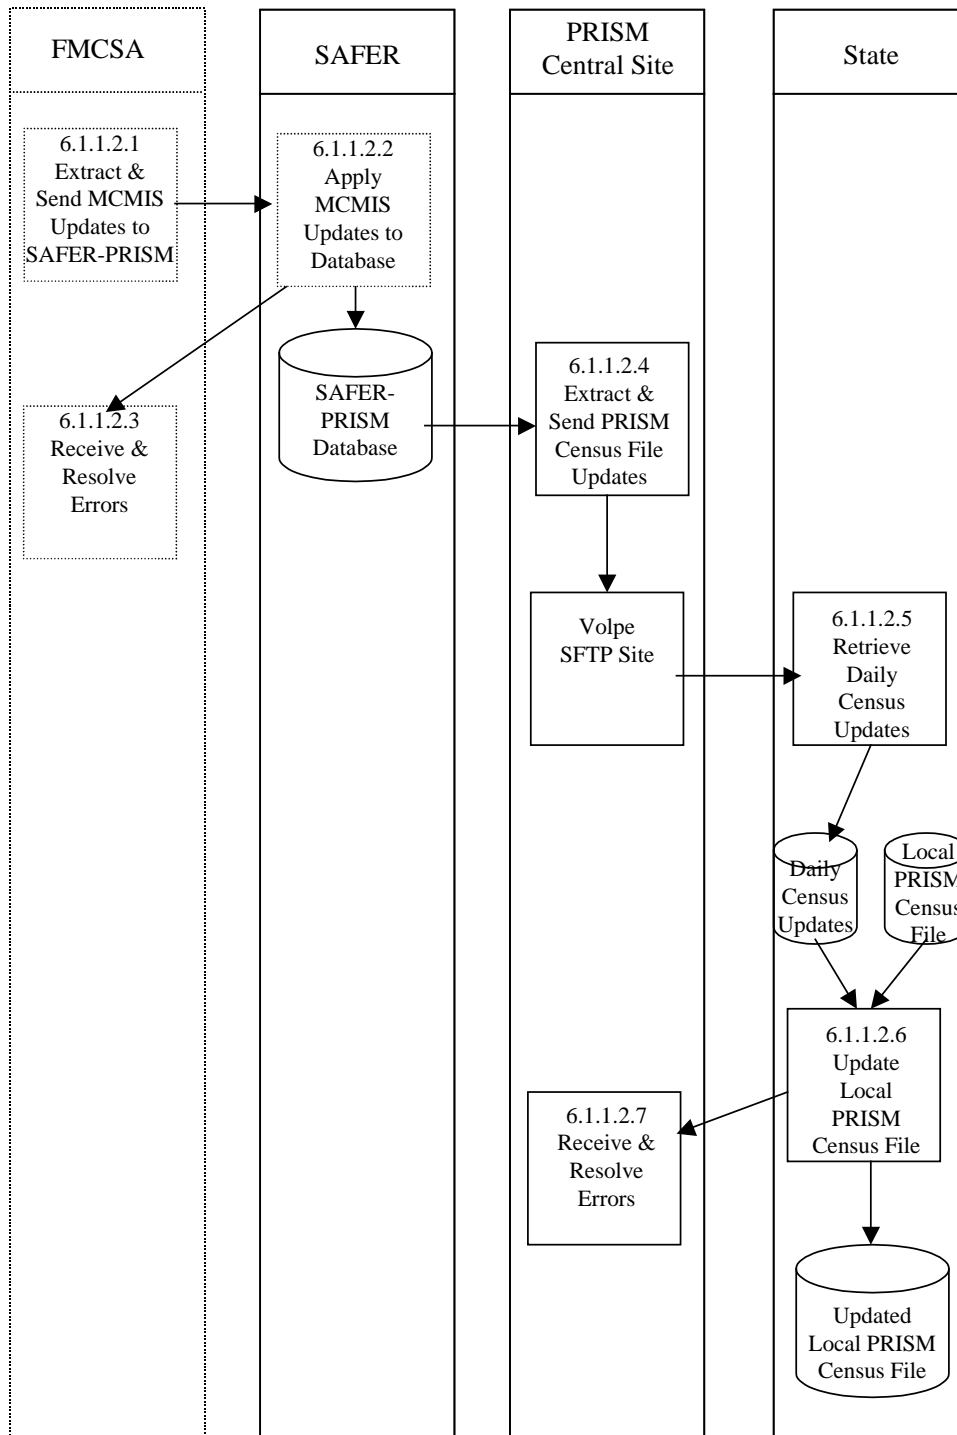 FMCSA
SAFER
PRISM
Central Site
State
6.1.1.2.1
Extract &
Send MCMIS
Updates to
SAFER-PRISM
6.1.1.2.2
Apply
MCMIS
Updates to
Database
6.1.1.2.3
Receive &
Resolve
Errors
SAFER-
PRISM
Database
6.1.1.2.4
Extract &
Send PRISM
Census File
Updates
Volpe
SFTP Site
6.1.1.2.5
Retrieve
Daily
Census
Updates
Daily
Census
Updates
Local
PRISM
Census
File
6.1.1.2.6
Update
Local
PRISM
Census File
6.1.1.2.7
Receive &
Resolve
Errors
Updated
Local PRISM
Census File